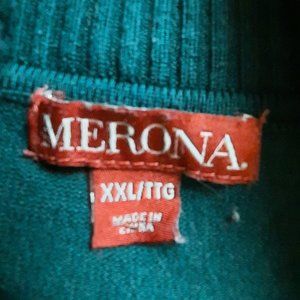 MERONA.
XXL/TTG
MADE IN
CHINA